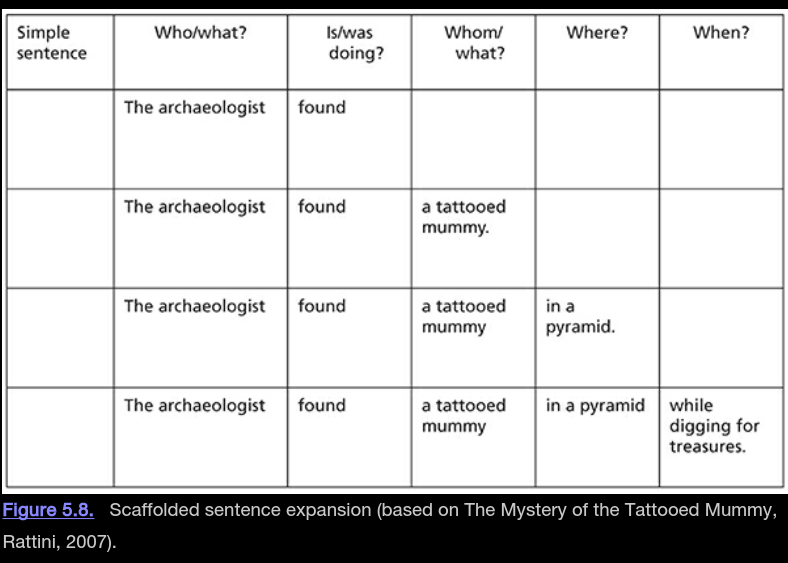 Simple sentence Who/what? Is/was doing? Whom/ what? Where? When?
The archaeologist found
The archaeologist found a tattooed mummy.
The archaeologist found a tattooed mummy in a pyramid.
The archaeologist found a tattooed mummy in a pyramid while digging for treasures.
Figure 5.8. Scaffolded sentence expansion (based on The Mystery of the Tattooed Mummy,
Rattini, 2007).